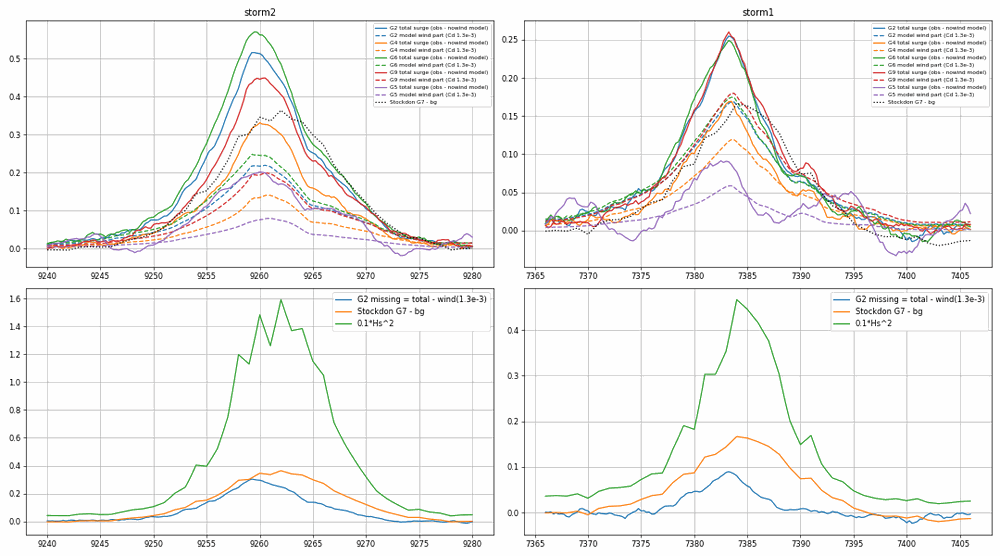 storm2
G2 total surge (obs - nowind model)
G2 model wind part (Cd 1.3e-3)
G4 total surge (obs - nowind model)
G4 model wind part (Cd 1.3e-3)
G6 total surge (obs - nowind model)
G6 model wind part (Cd 1.3e-3)
G9 total surge (obs - nowind model)
G9 model wind part (Cd 1.3e-3)
G5 total surge (obs - nowind model)
G5 model wind part (Cd 1.3e-3)
Stockdon G7 - bg
0.5
0.4
0.3
0.2
0.1
0.0
9240 9245 9250 9255 9260 9265 9270 9275 9280
storm1
G2 total surge (obs - nowind model)
G2 model wind part (Cd 1.3e-3)
G4 total surge (obs - nowind model)
G4 model wind part (Cd 1.3e-3)
G6 total surge (obs - nowind model)
G6 model wind part (Cd 1.3e-3)
G9 total surge (obs - nowind model)
G9 model wind part (Cd 1.3e-3)
G5 total surge (obs - nowind model)
G5 model wind part (Cd 1.3e-3)
Stockdon G7 - bg
0.25
0.20
0.15
0.10
0.05
0.00
7365 7370 7375 7380 7385 7390 7395 7400 7405
G2 missing = total - wind(1.3e-3)
Stockdon G7 - bg
0.1*Hs^2
1.6
1.4
1.2
1.0
0.8
0.6
0.4
0.2
0.0
9240 9245 9250 9255 9260 9265 9270 9275 9280
G2 missing = total - wind(1.3e-3)
Stockdon G7 - bg
0.1*Hs^2
0.4
0.3
0.2
0.1
0.0
7365 7370 7375 7380 7385 7390 7395 7400 7405